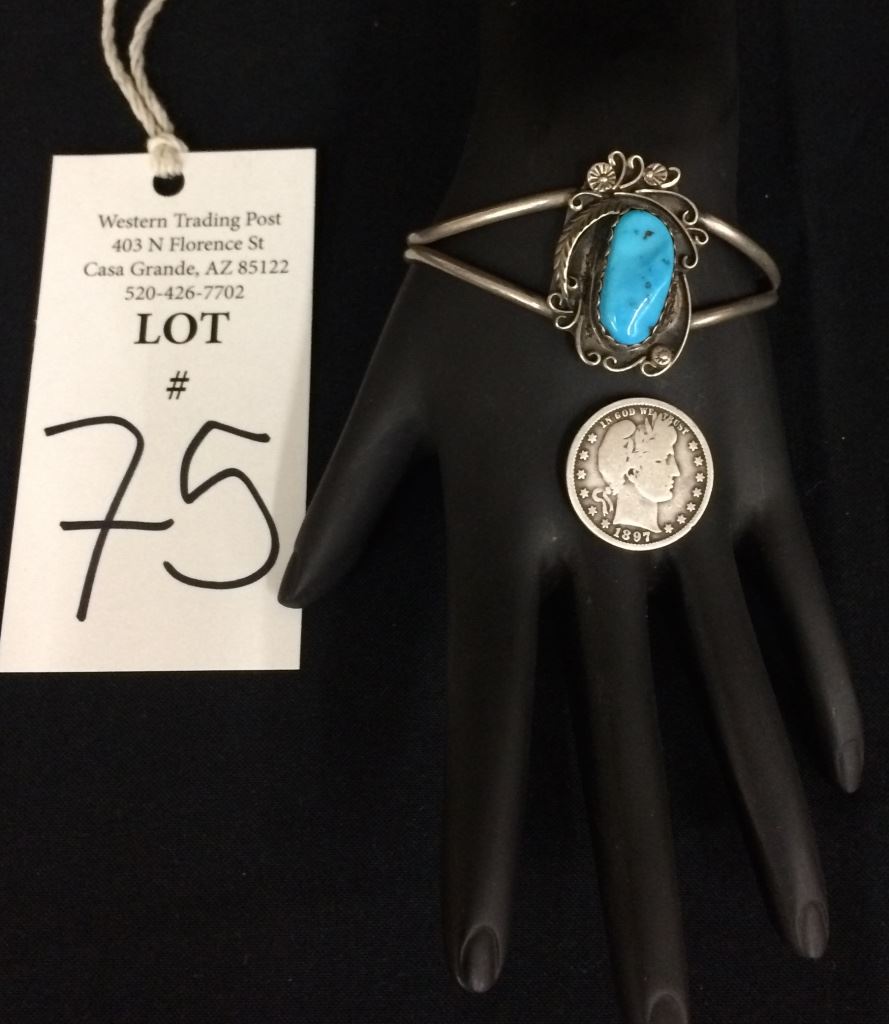 Western Trading Post
403 N Florence St
Casa Grande, AZ 85122
520-426-7702
LOT
#
75
IN GOD WE TRUST
1897